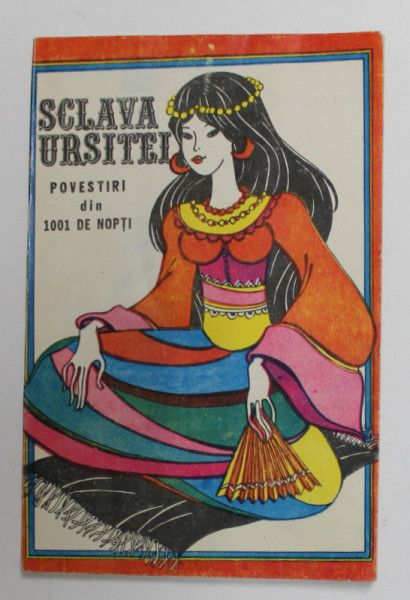 SCLAVA
URSITEI
POVESTIRI
din
1001 DE NOPȚI